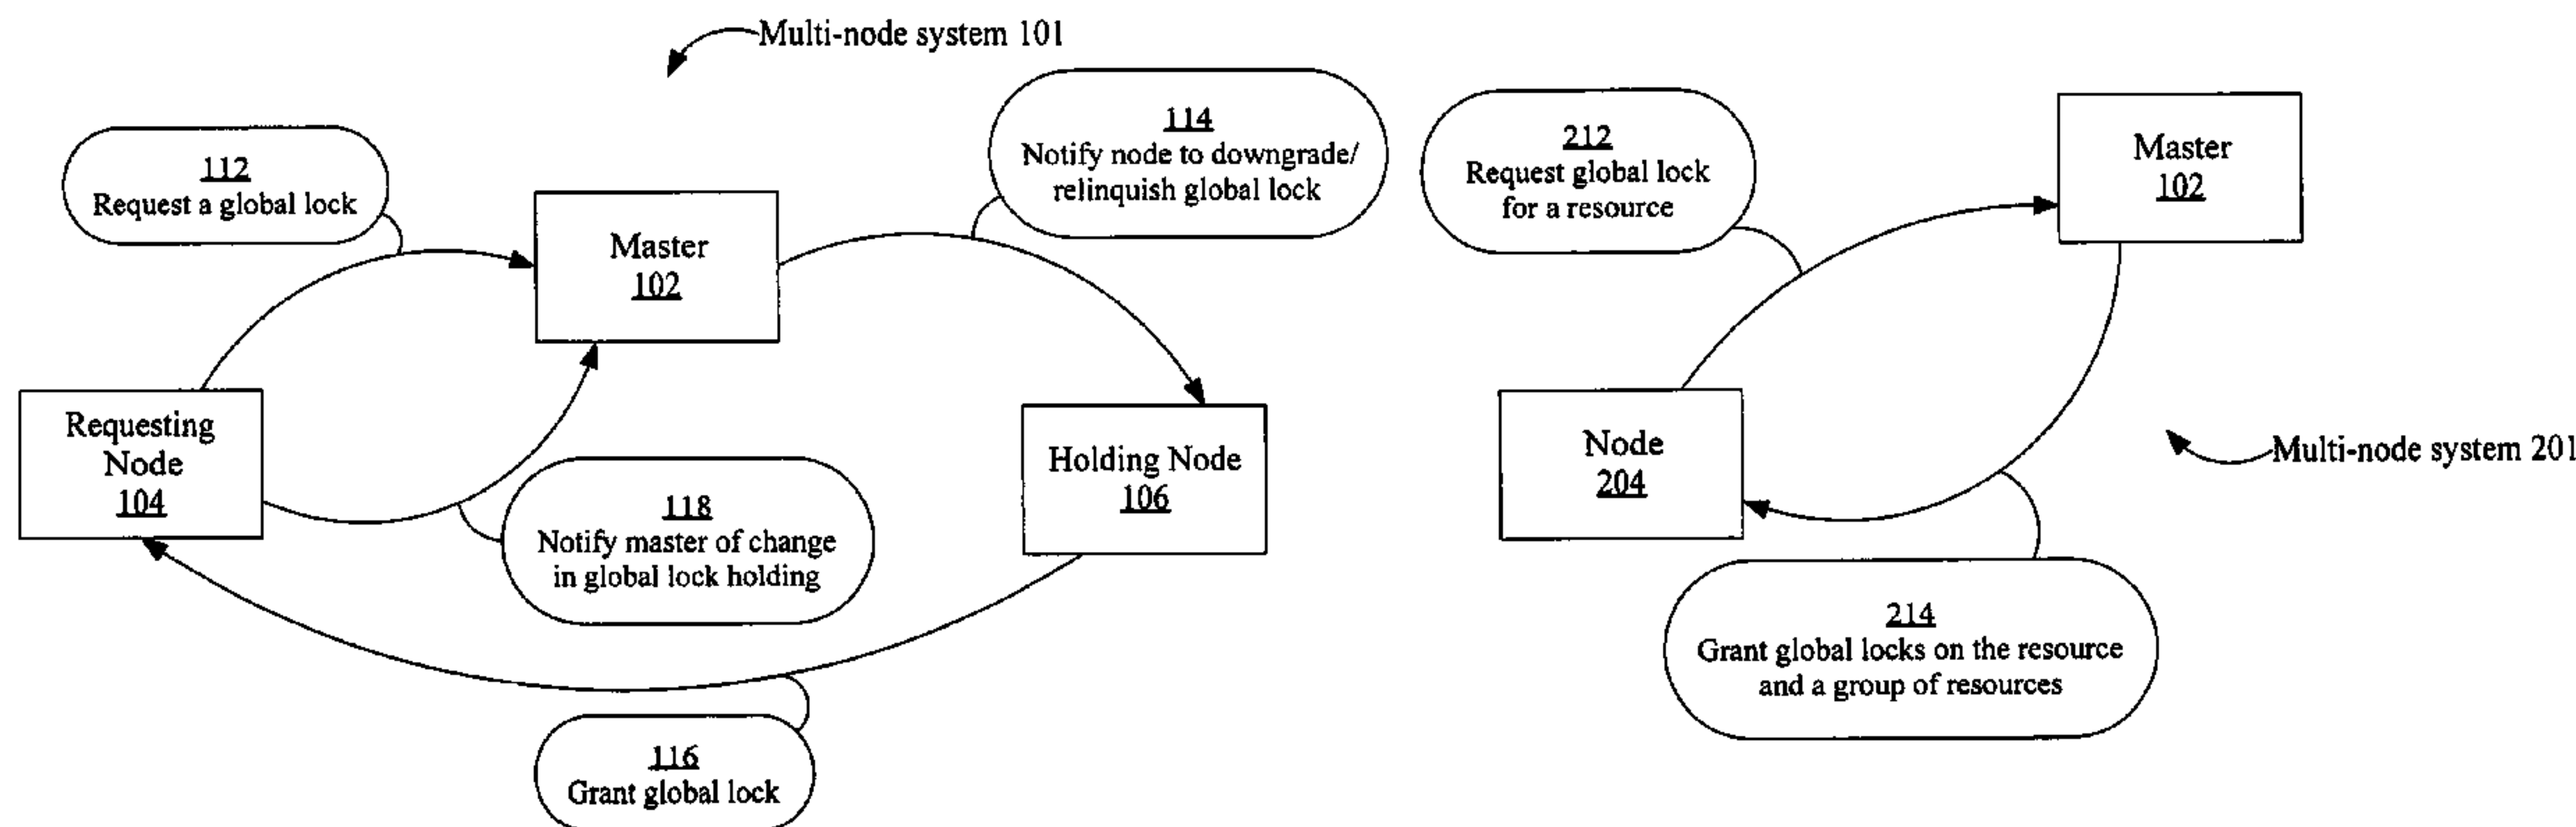 Multi-node system 101
112
Request a global lock
Master
102
114
Notify node to downgrade/
relinquish global lock
Requesting
Node
104
118
Notify master of change
in global lock holding
Holding Node
106
116
Grant global lock
212
Request global lock
for a resource
Master
102
Node
204
Multi-node system 201
214
Grant global locks on the resource
and a group of resources